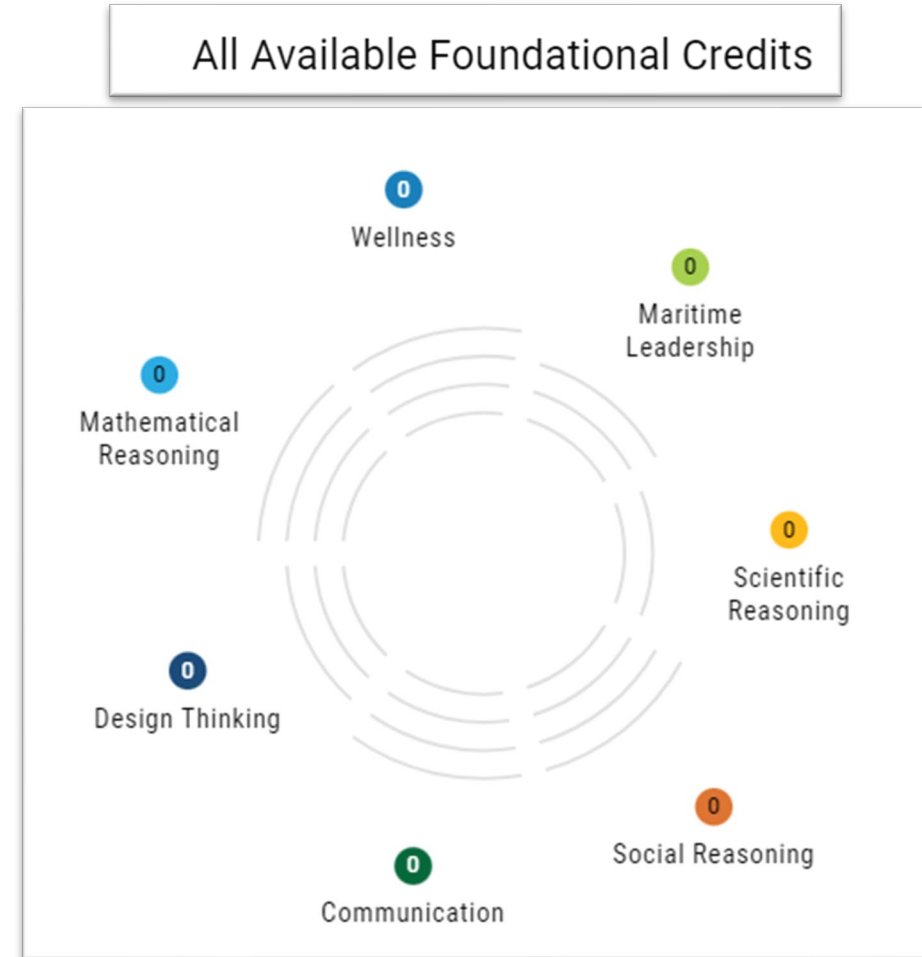 All Available Foundational Credits
0
Wellness
0
Maritime
Leadership
0
Mathematical
Reasoning
0
Scientific
Reasoning
0
Design Thinking
0
Social Reasoning
0
Communication